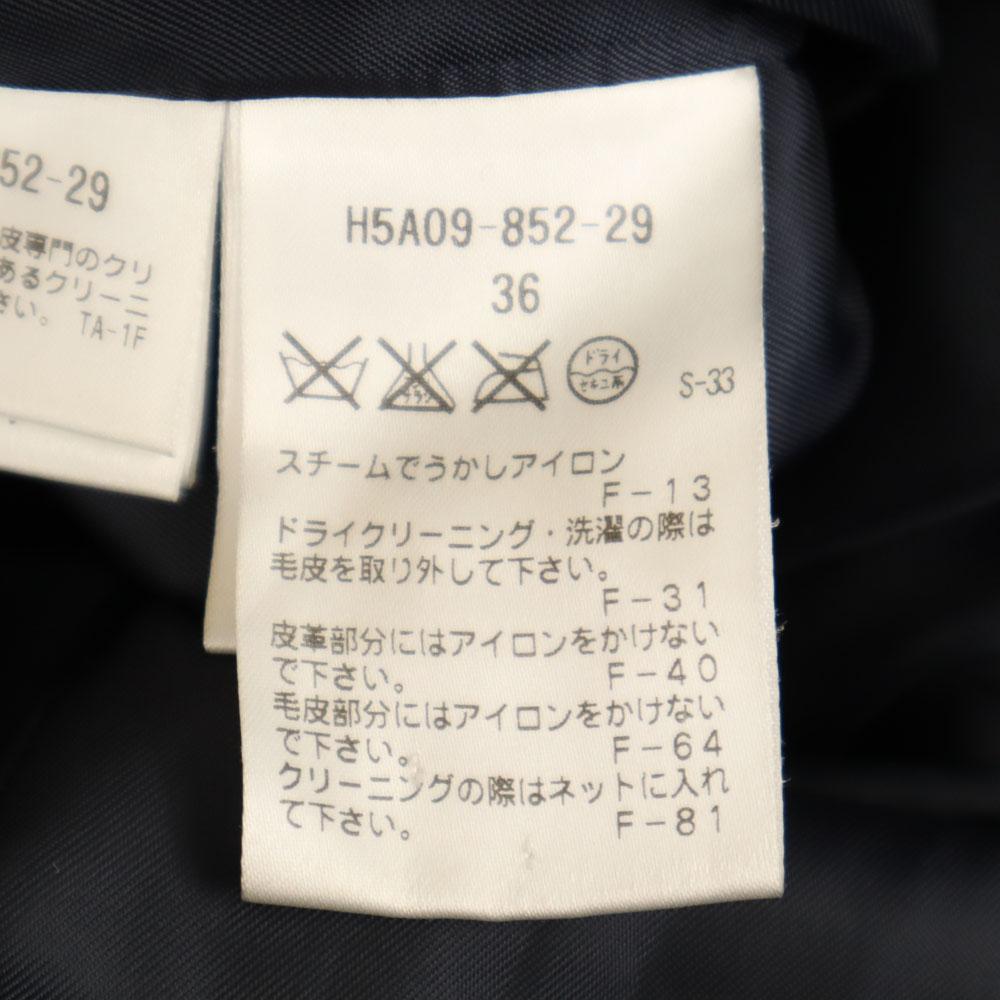 52-29
皮専門のクリ
あるクリーニ
さい。 TA-1F
H5A09-852-29
36
ドライ
セキユ系
S-33
スチームでうかしアイロン
F-13
ドライクリーニング・洗濯の際は
毛皮を取り外して下さい。
F-31
皮革部分にはアイロンをかけない
で下さい。 F-40
毛皮部分にはアイロンをかけない
で下さい。 F-64
クリーニングの際はネットに入れ
て下さい。 F-81